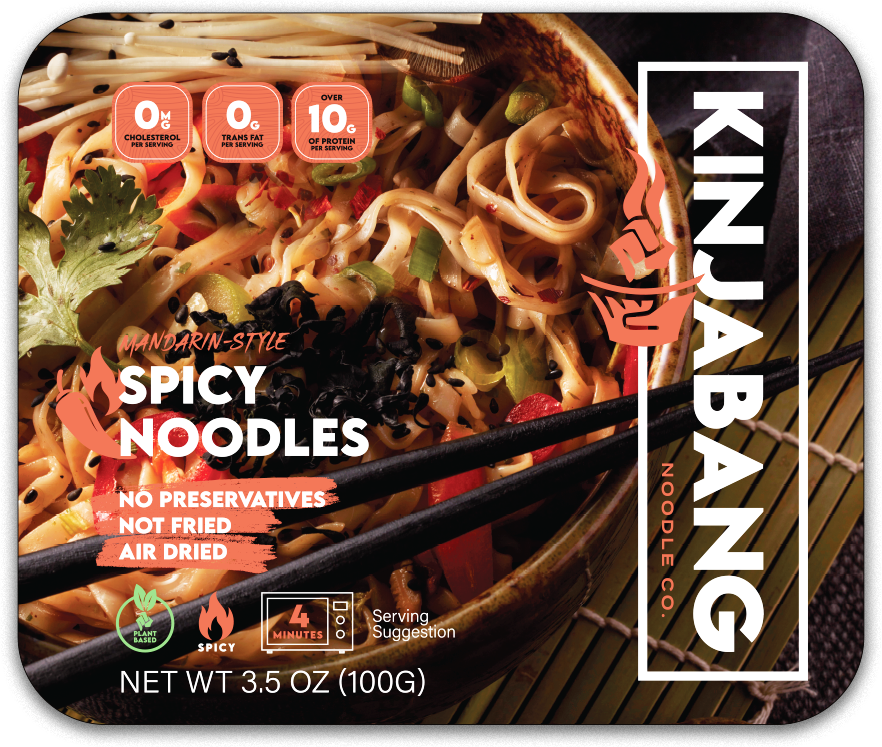 0MG
CHOLESTEROL
PER SERVING
0G
TRANS FAT
PER SERVING
OVER
10G
OF PROTEIN
PER SERVING
MANDARIN-STYLE
SPICY
NOODLES
NO PRESERVATIVES
NOT FRIED
AIR DRIED
PLANT
BASED
SPICY
4
MINUTES
Serving
Suggestion
NET WT 3.5 OZ (100G)
KINJABANG
NOODLE CO.